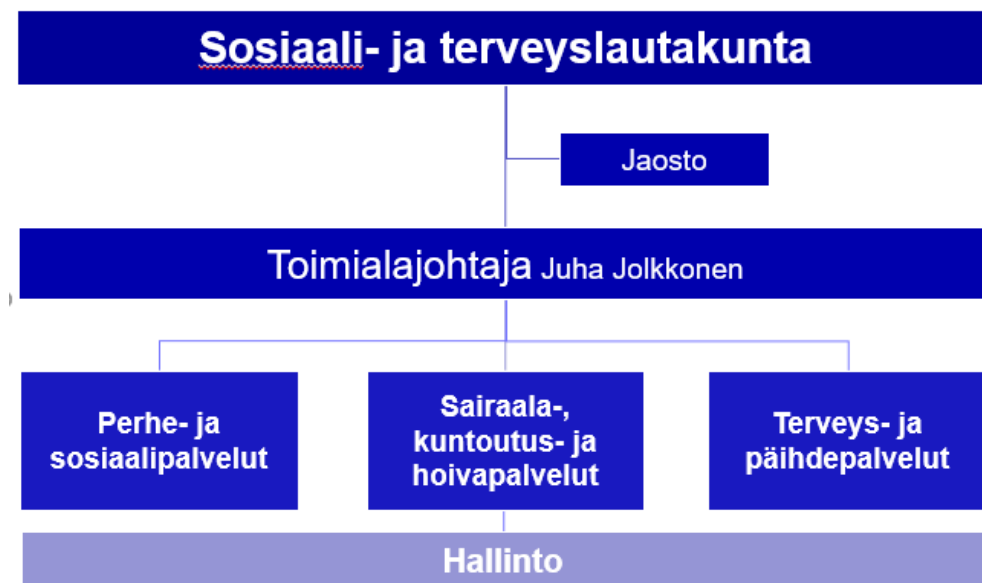 Sosiaali- ja terveyslautakunta
Jaosto
Toimialajohtaja Juha Jolkkonen
Perhe- ja
sosiaalipalvelut
Sairaala-,
kuntoutus- ja
hoivapalvelut
Terveys- ja
päihdepalvelut
Hallinto